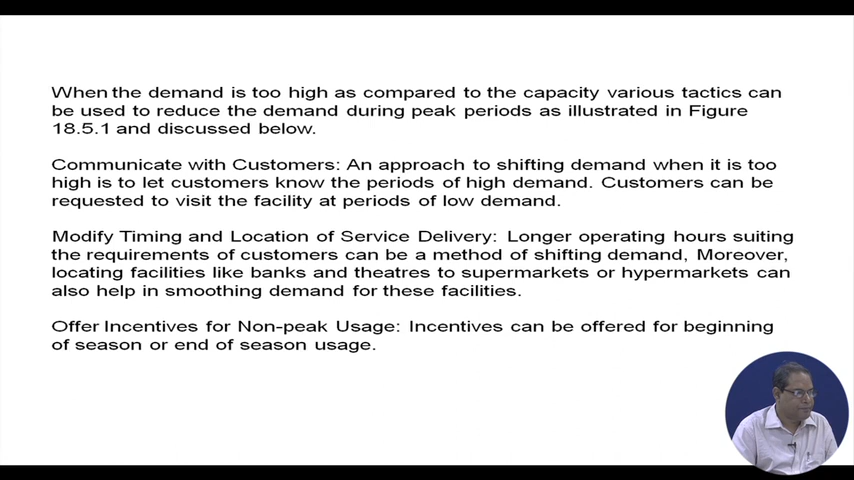 When the demand is too high as compared to the capacity various tactics can
be used to reduce the demand during peak periods as illustrated in Figure
18.5.1 and discussed below.
Communicate with Customers: An approach to shifting demand when it is too
high is to let customers know the periods of high demand. Customers can be
requested to visit the facility at periods of low demand.
Modify Timing and Location of Service Delivery: Longer operating hours suiting
the requirements of customers can be a method of shifting demand, Moreover,
locating facilities like banks and theatres to supermarkets or hypermarkets can
also help in smoothing demand for these facilities.
Offer Incentives for Non-peak Usage: Incentives can be offered for beginning
of season or end of season usage.